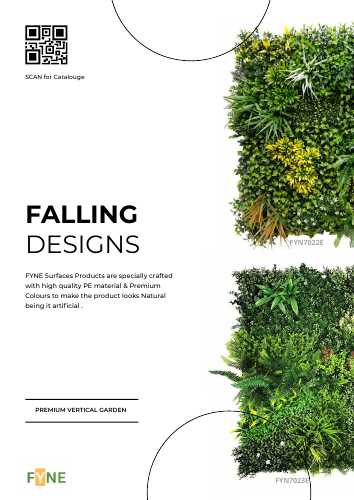 SCAN for Catalouge
FYN7022E
FALLING
DESIGNS
FYNE Surfaces Products are specially crafted
with high quality PE material & Premium
Colours to make the product looks Natural
being it artificial .
PREMIUM VERTICAL GARDEN
FYNE
FYN7023E